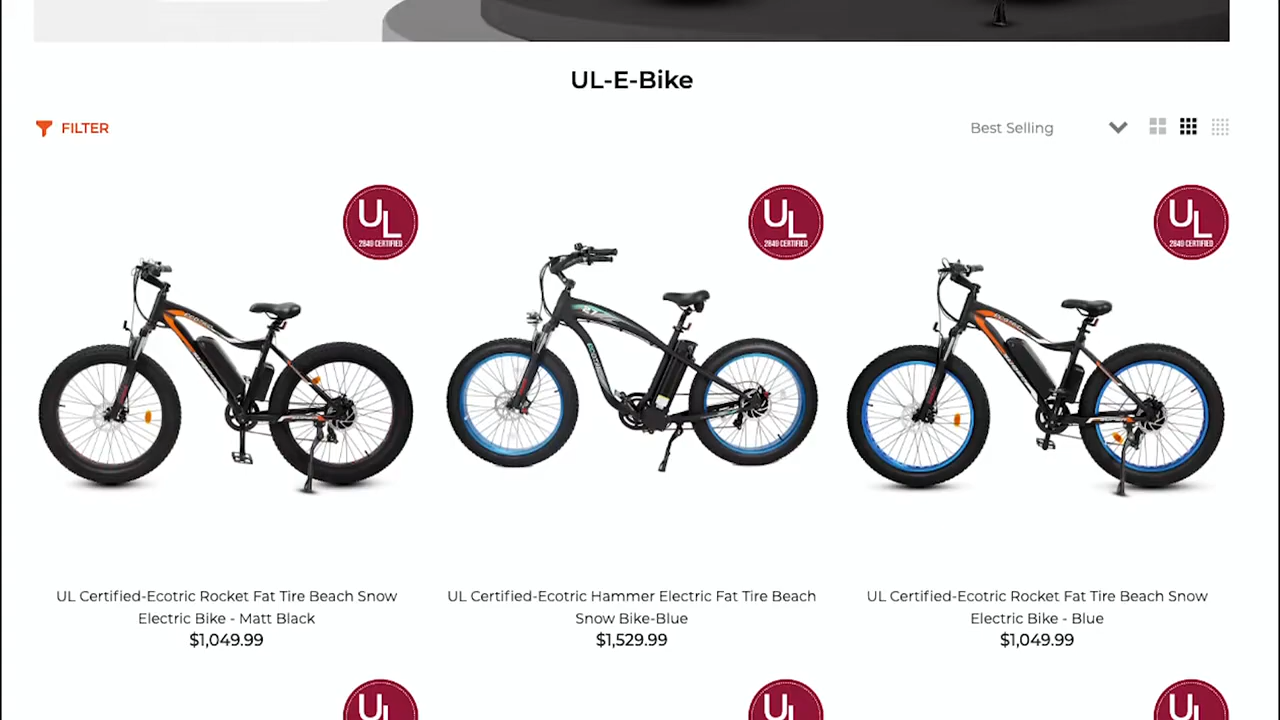 UL-E-Bike
FILTER
Best Selling
UL
2849 CERTIFIED
UL
2849 CERTIFIED
UL
2849 CERTIFIED
UL Certified-Ecotric Rocket Fat Tire Beach Snow
Electric Bike - Matt Black
$1,049.99
UL Certified-Ecotric Hammer Electric Fat Tire Beach
Snow Bike-Blue
$1,529.99
UL Certified-Ecotric Rocket Fat Tire Beach Snow
Electric Bike - Blue
$1,049.99
UL
UL
UL